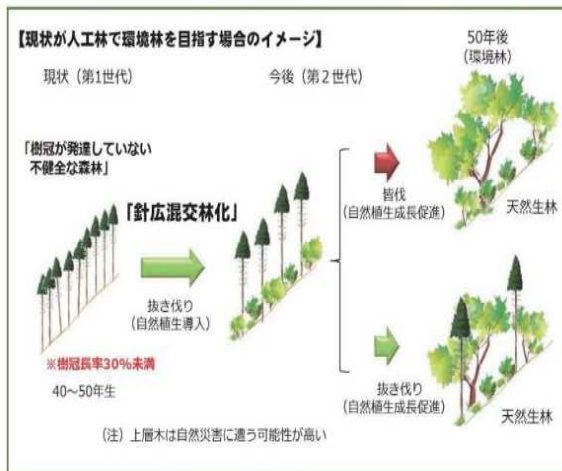 【現状が人工林で環境林を目指す場合のイメージ】
現状（第1世代）
今後（第２世代）
50年後
（環境林）
「樹冠が発達していない
不健全な森林」
「針広混交林化」
抜き伐り
（自然植生導入）
※樹冠長率30%未満
40～50年生
皆伐
（自然植生成長促進）
天然生林
抜き伐り
（自然植生成長促進）
天然生林
（注）上層木は自然災害に遭う可能性が高い